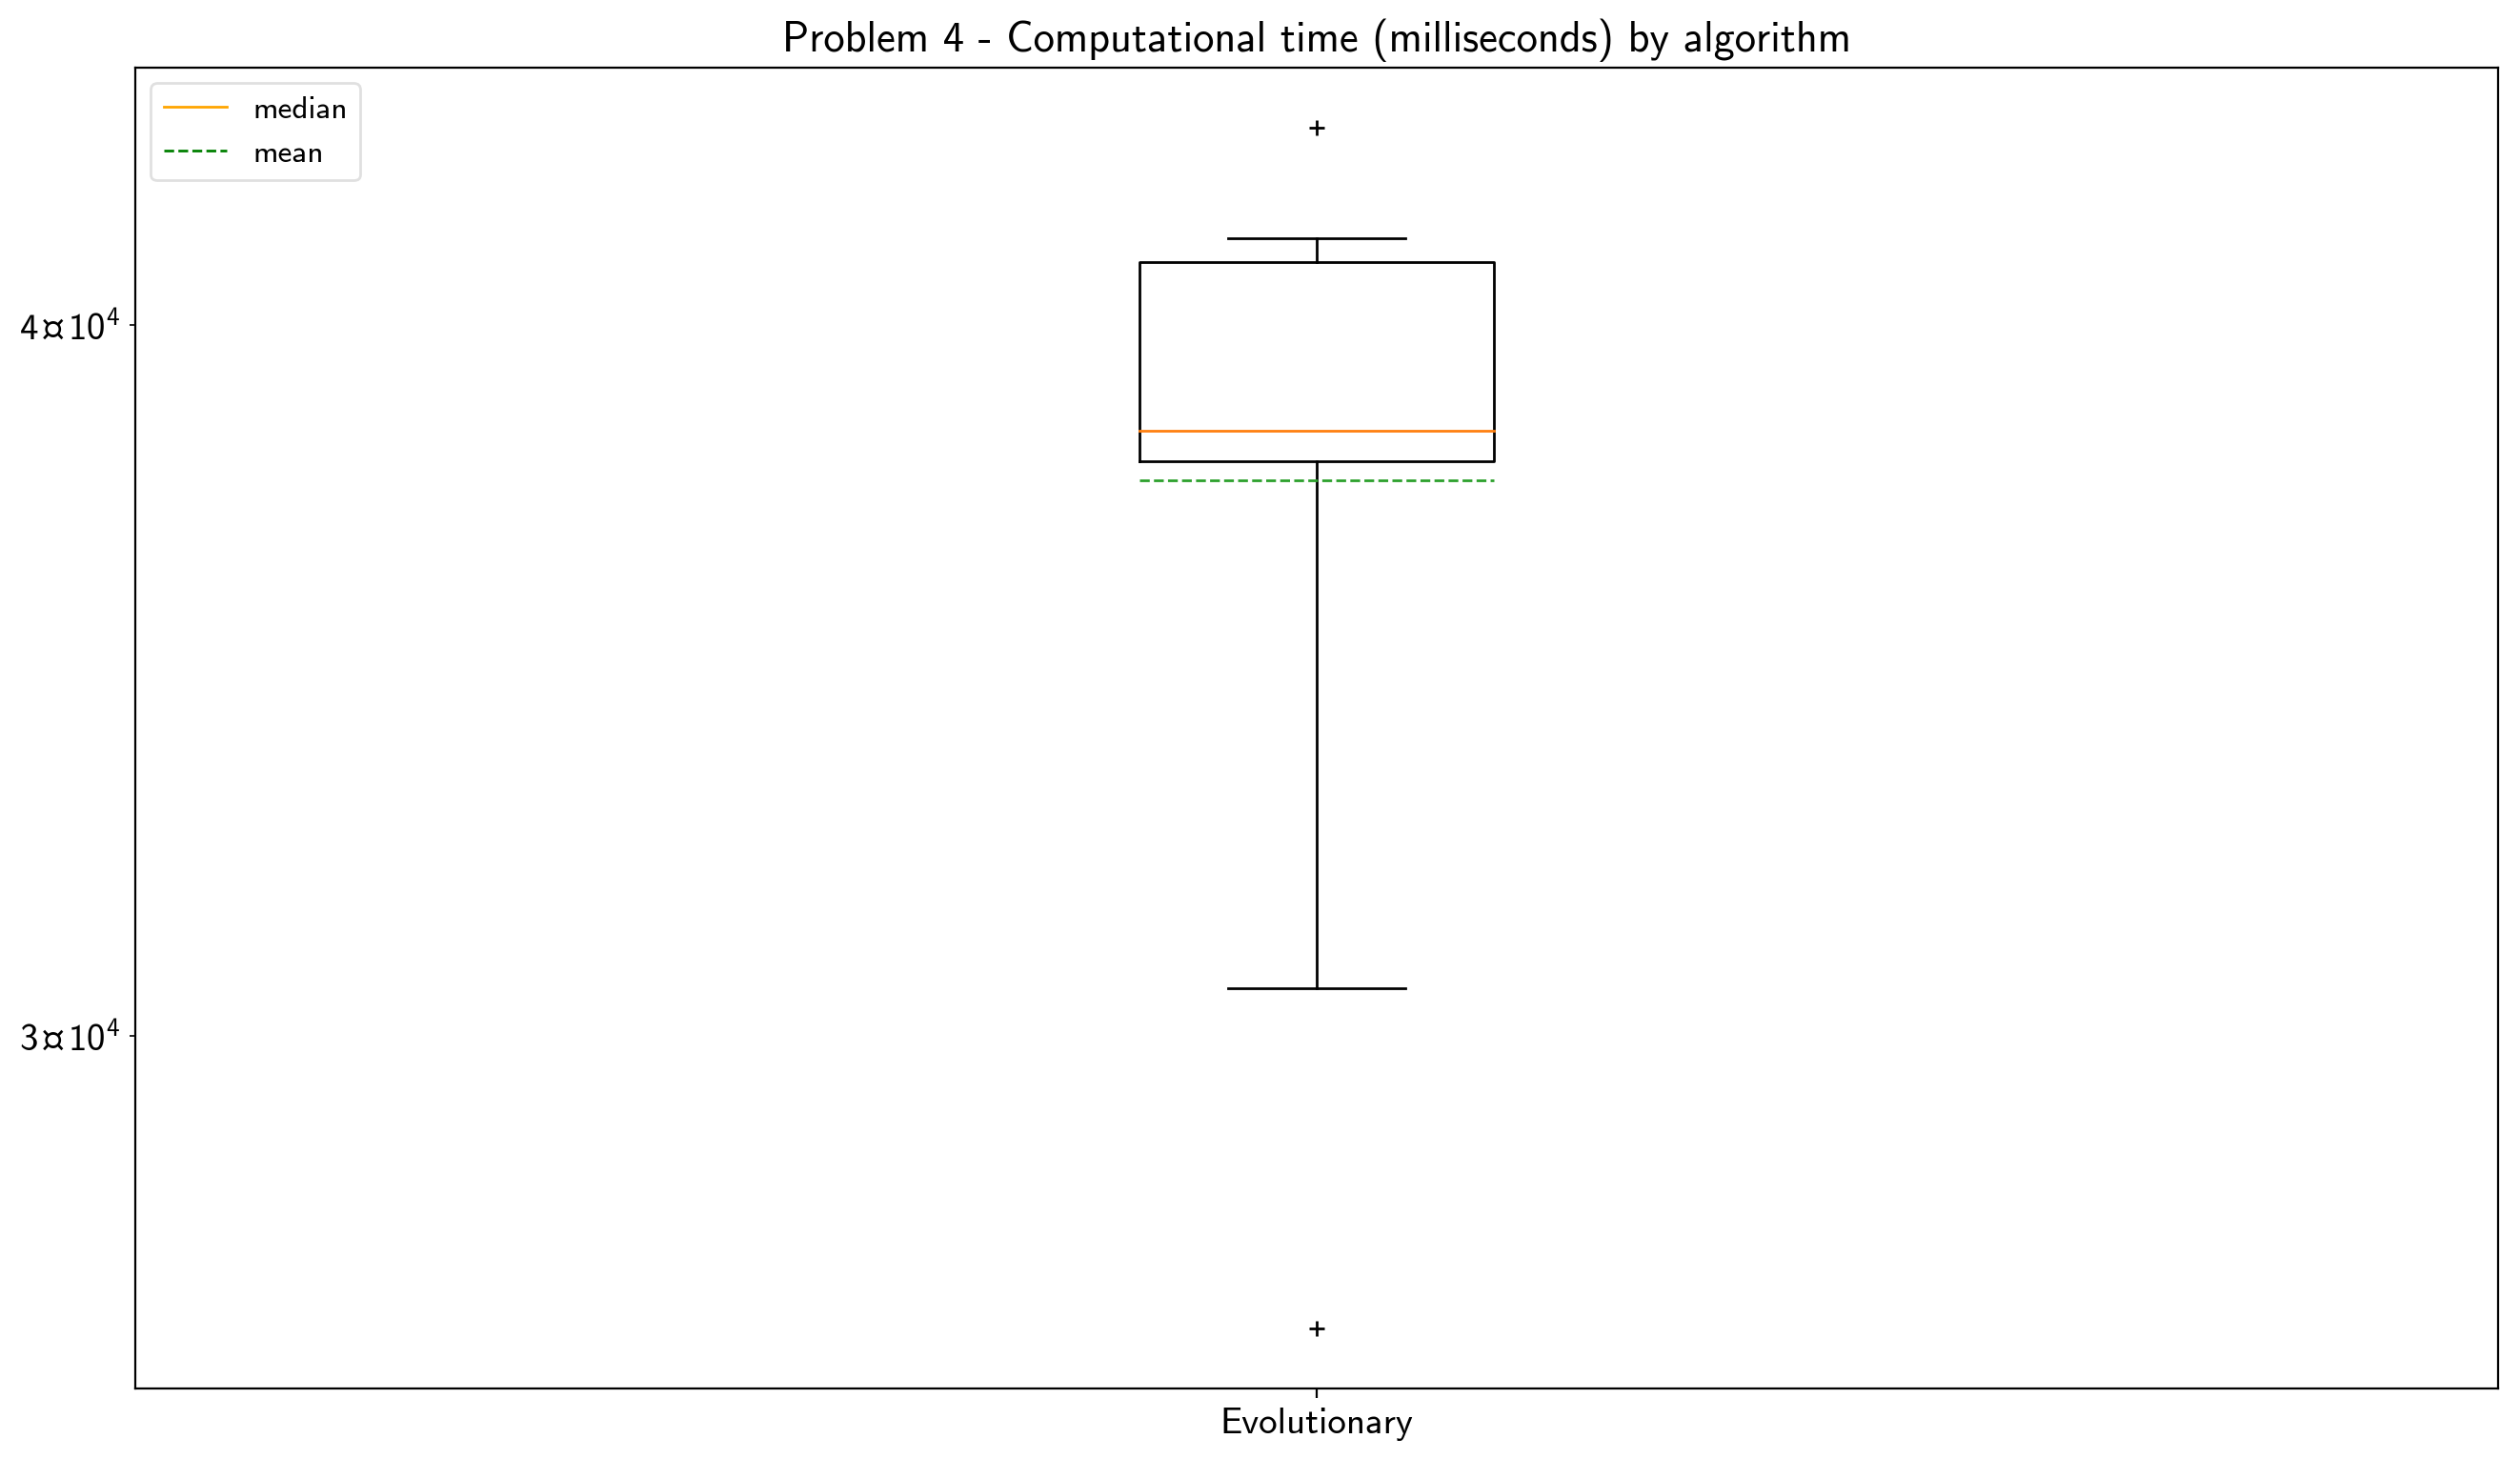 Problem 4 - Computational time (milliseconds) by algorithm
median
mean
4¤10⁴
3¤10⁴
Evolutionary